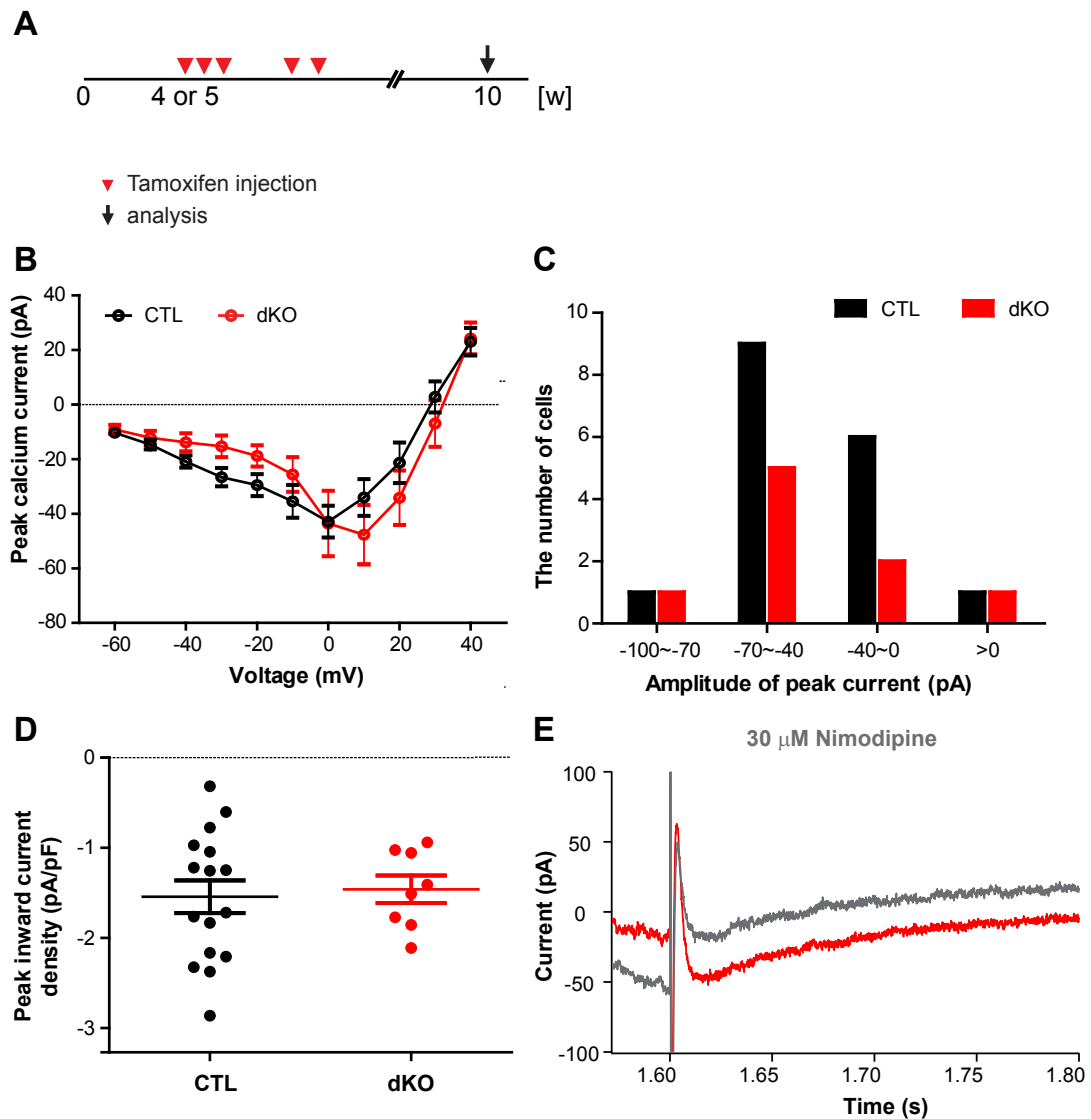 A
0 4 or 5 10 [w]
Tamoxifen injection
analysis
B
Peak calcium current (pA)
CTL dKO
40
20
0
-20
-40
-60
-80
-60 -40 -20 0 20 40
Voltage (mV)
C
The number of cells
CTL dKO
10
8
6
4
2
0
-100~-70 -70~-40 -40~0 >0
Amplitude of peak current (pA)
D
Peak inward current
density (pA/pF)
0
-1
-2
-3
CTL dKO
E
30 μM Nimodipine
Current (pA)
100
50
0
-50
-100
1.60 1.65 1.70 1.75 1.80
Time (s)